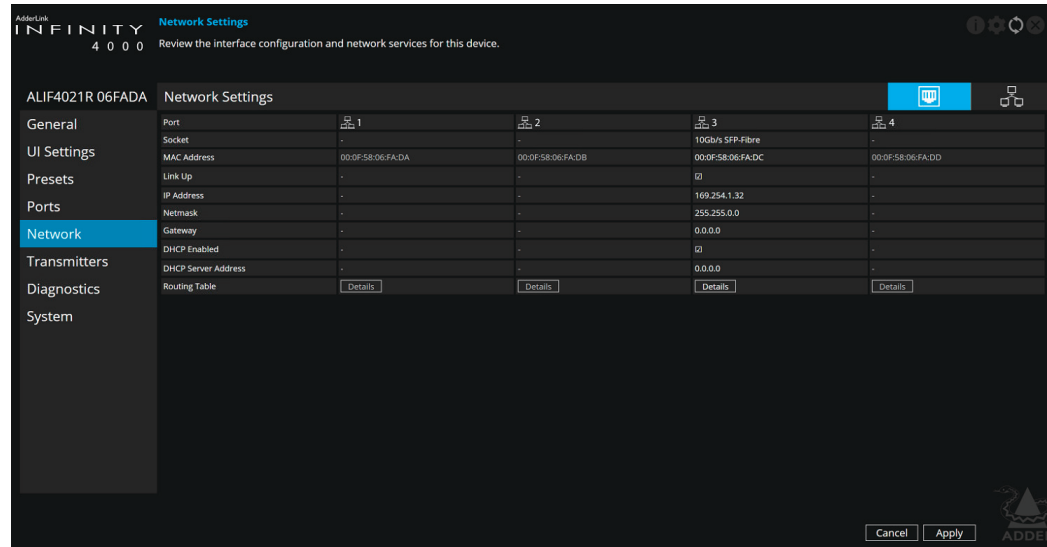 AdderLink
INFINITY
4000
Network Settings
Review the interface configuration and network services for this device.
ALIF4021R 06FADA
Network Settings
General
UI Settings
Presets
Ports
Network
Transmitters
Diagnostics
System
Port 1 2 3 4
Socket - - 10Gb/s SFP-Fibre -
MAC Address 00:0F:58:06:FA:DA 00:0F:58:06:FA:DB 00:0F:58:06:FA:DC 00:0F:58:06:FA:DD
Link Up - - ☑ -
IP Address - - 169.254.1.32 -
Netmask - - 255.255.0.0 -
Gateway - - 0.0.0.0 -
DHCP Enabled - - ☑ -
DHCP Server Address - - 0.0.0.0 -
Routing Table Details Details Details Details
Cancel Apply
ADDE